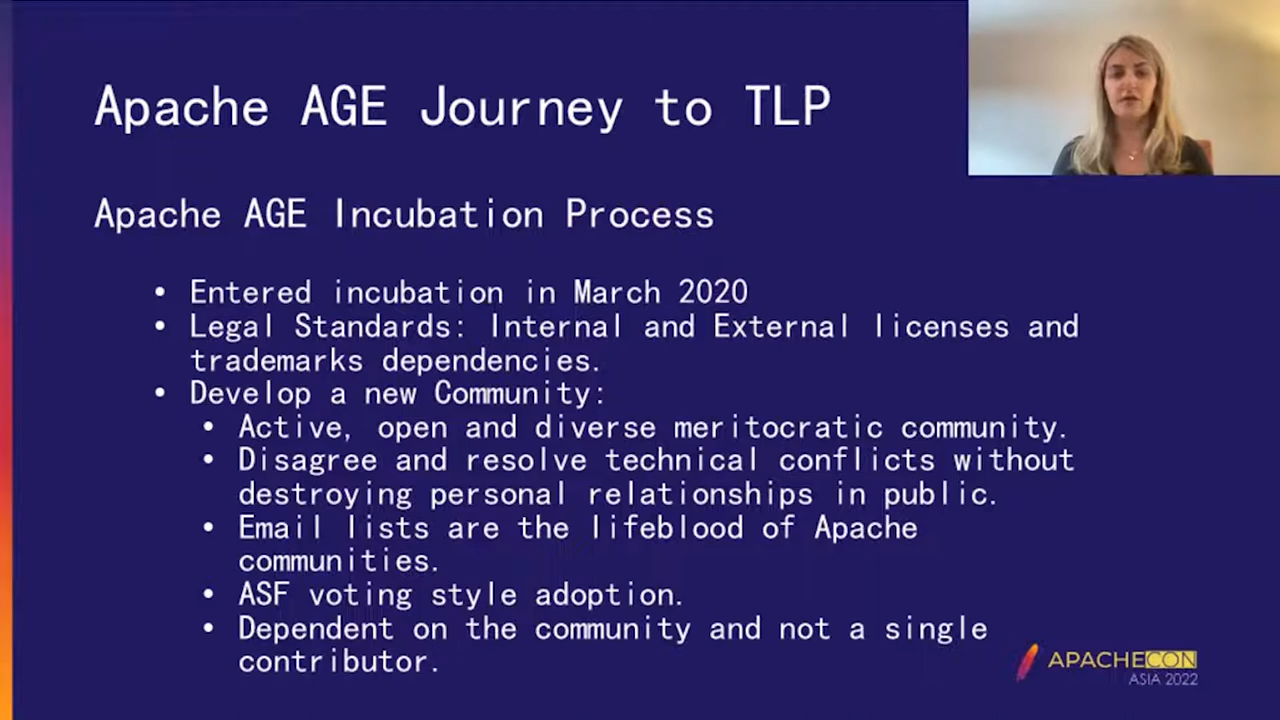 Apache AGE Journey to TLP
Apache AGE Incubation Process
• Entered incubation in March 2020
• Legal Standards: Internal and External licenses and
trademarks dependencies.
• Develop a new Community:
• Active, open and diverse meritocratic community.
• Disagree and resolve technical conflicts without
destroying personal relationships in public.
• Email lists are the lifeblood of Apache
communities.
• ASF voting style adoption.
• Dependent on the community and not a single
contributor.
APACHECON
ASIA 2022